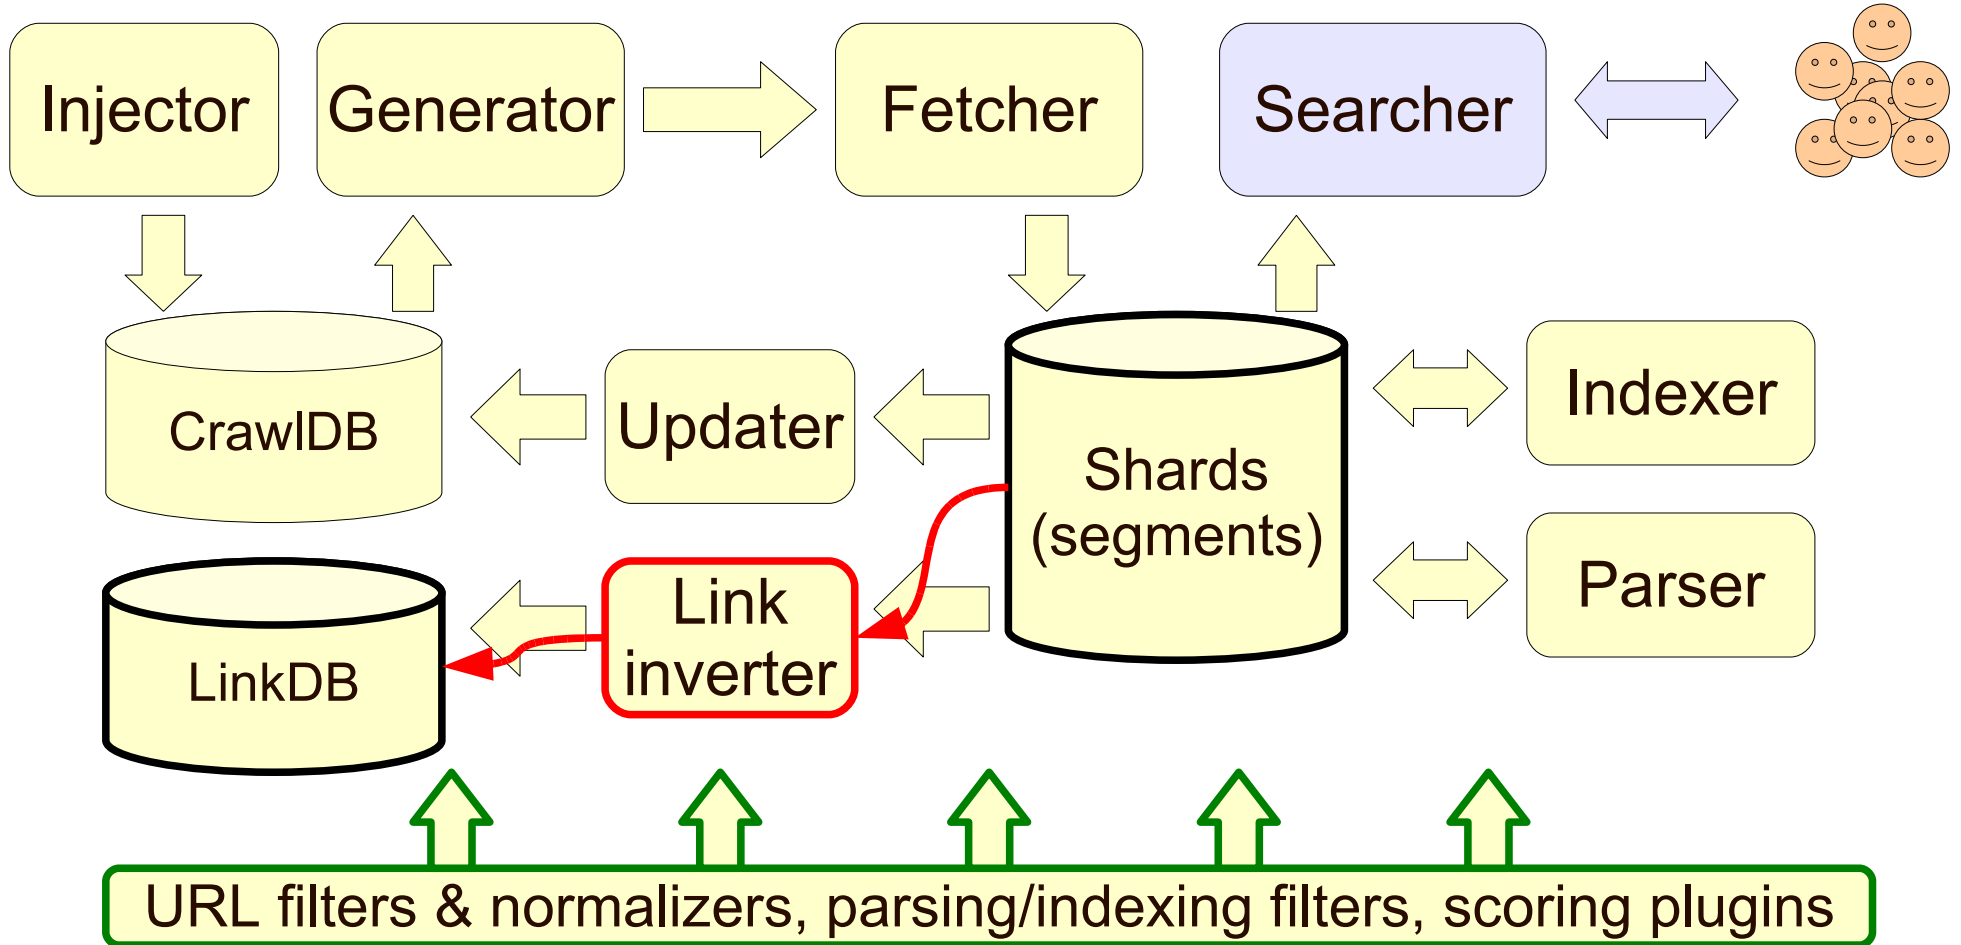 Injector
Generator
Fetcher
Searcher
CrawlDB
Updater
Shards
(segments)
Indexer
Parser
Link
inverter
LinkDB
URL filters & normalizers, parsing/indexing filters, scoring plugins